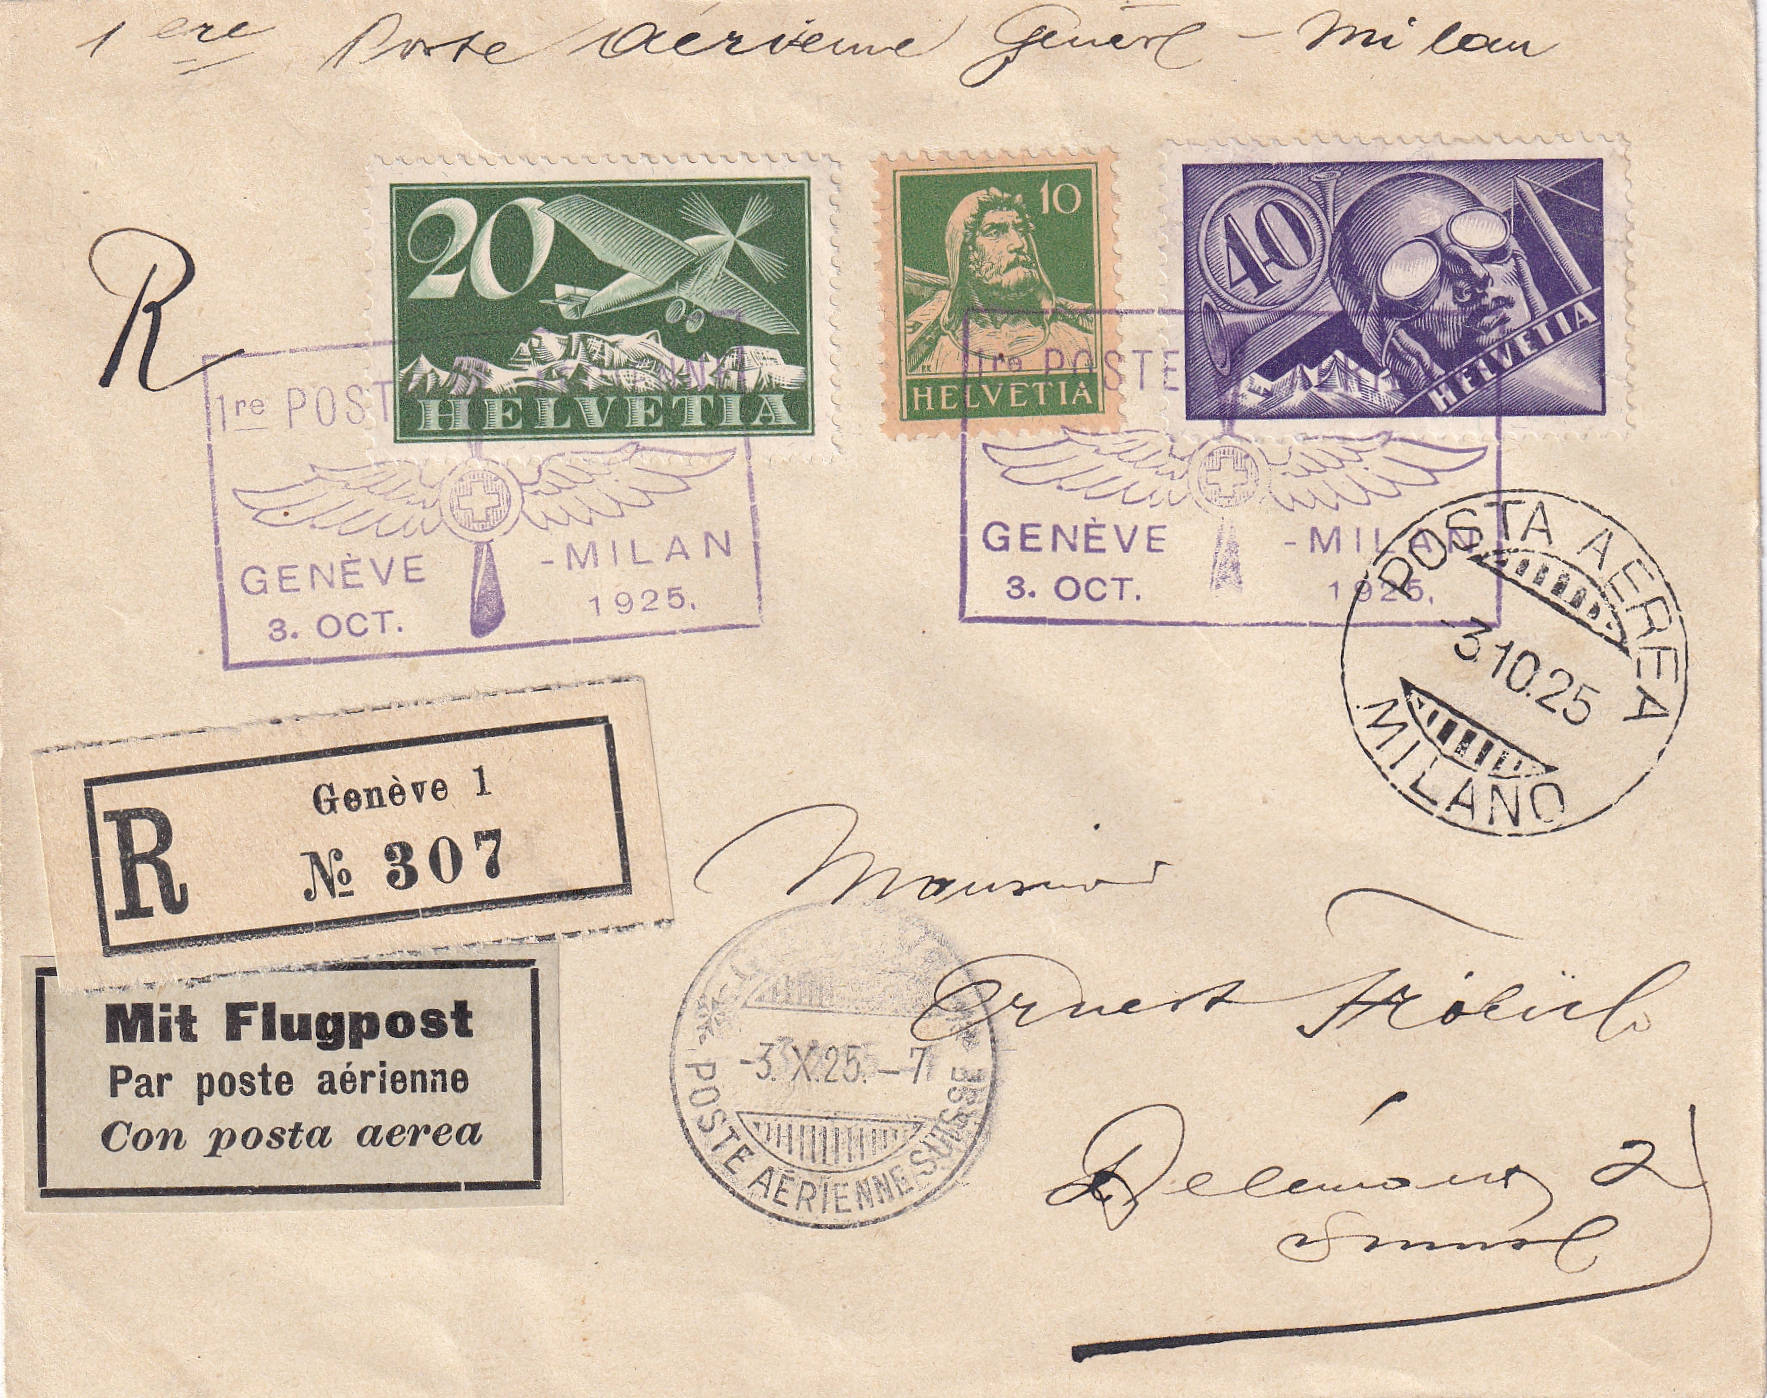 1ere Poste aérienne Genève - Milan
20
HELVETIA
10
HELVETIA
40
HELVETIA
R
1re POST
GENÈVE -MILAN
3. OCT. 1925.
1re POSTE
GENÈVE -MILAN
3. OCT. 1925.
POSTA AEREA
-3.10.25
MILANO
Genève 1
R № 307
Mit Flugpost
Par poste aérienne
Con posta aerea
-3.X.25.-7
POSTE AÉRIENNE SUISSE
Monsieur
Ernest
2